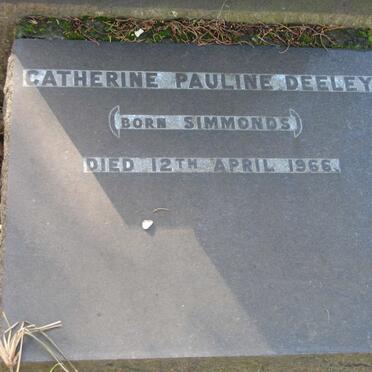 CATHERINE PAULINE DEELEY
(BORN SIMMONDS)
DIED 12TH APRIL 1966.